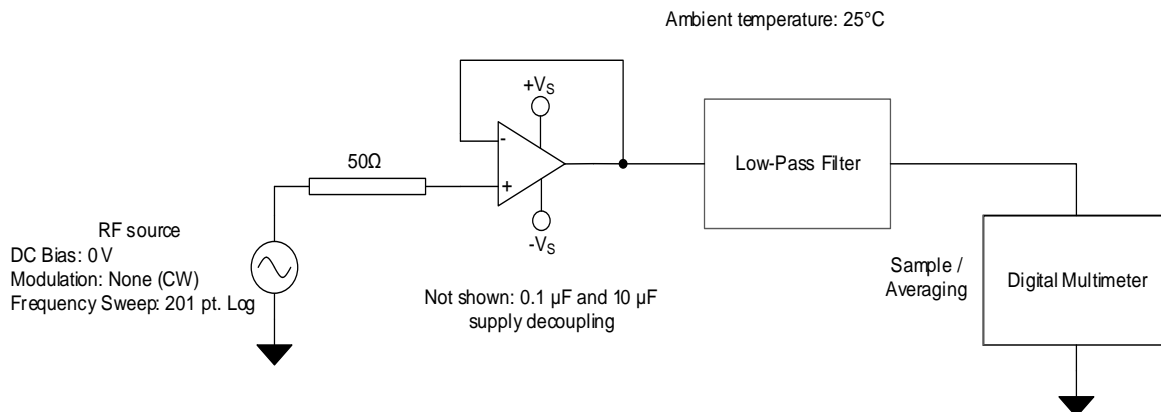 Ambient temperature: 25°C
+VS
-
50Ω
+
Low-Pass Filter
-VS
RF source
DC Bias: 0 V
Modulation: None (CW)
Frequency Sweep: 201 pt. Log
Not shown: 0.1 µF and 10 µF
supply decoupling
Sample /
Averaging
Digital Multimeter